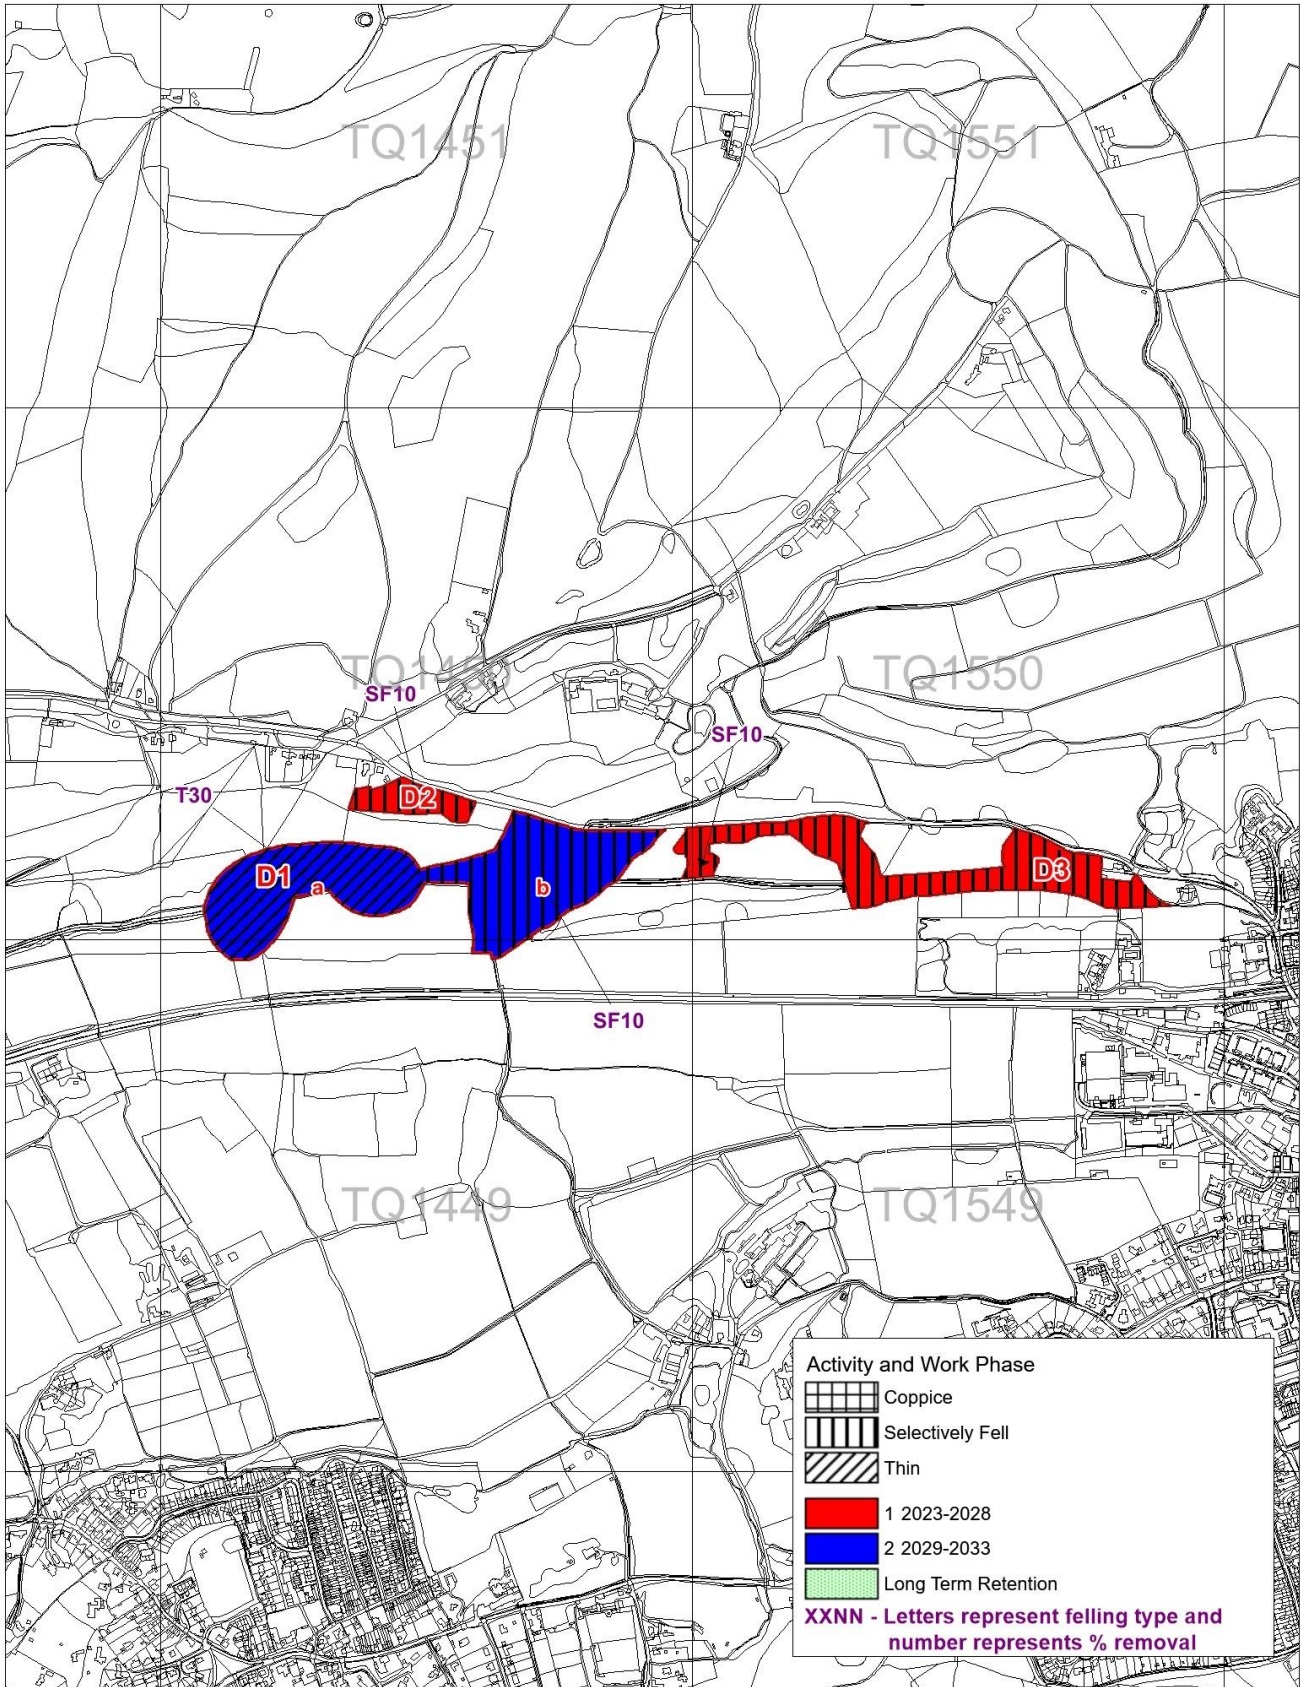 TQ1451
TQ1551
TQ1450
TQ1550
SF10
SF10
T30
D2
D1
a
b
D3
SF10
TQ1449
TQ1549
Activity and Work Phase
Coppice
Selectively Fell
Thin
1 2023-2028
2 2029-2033
Long Term Retention
XXNN - Letters represent felling type and
number represents % removal